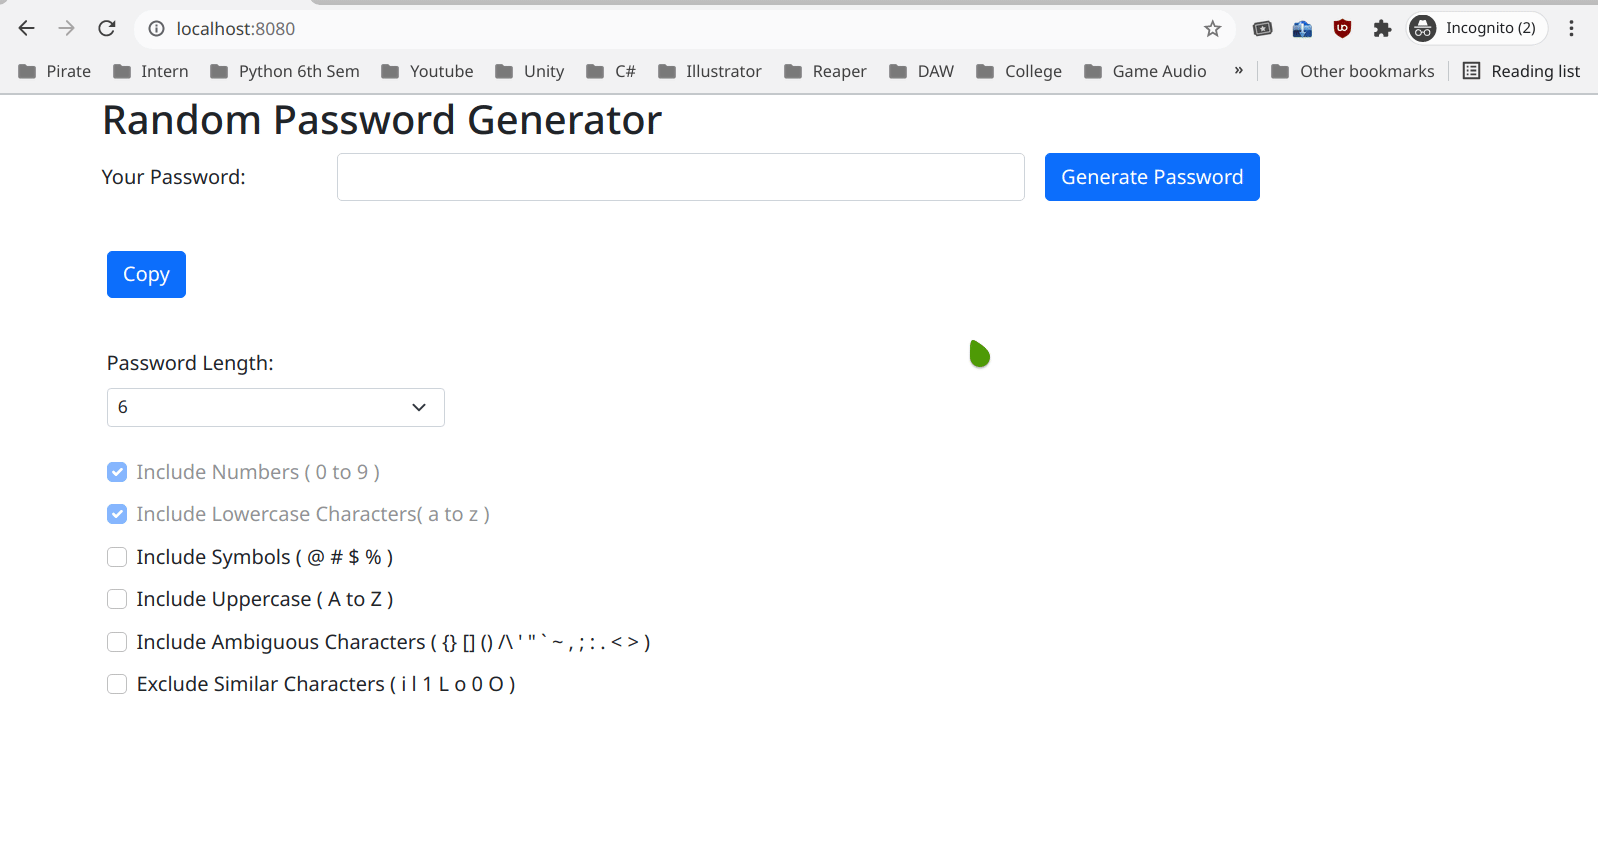 localhost:8080
Incognito (2)
Pirate Intern Python 6th Sem Youtube Unity C# Illustrator Reaper DAW College Game Audio » Other bookmarks Reading list
Random Password Generator
Your Password: Generate Password
Copy
Password Length:
6
Include Numbers ( 0 to 9 )
Include Lowercase Characters( a to z )
Include Symbols ( @ # $ % )
Include Uppercase ( A to Z )
Include Ambiguous Characters ( {} [] () /\ ' " ` ~ , ; : . < > )
Exclude Similar Characters ( i l 1 L o 0 O )